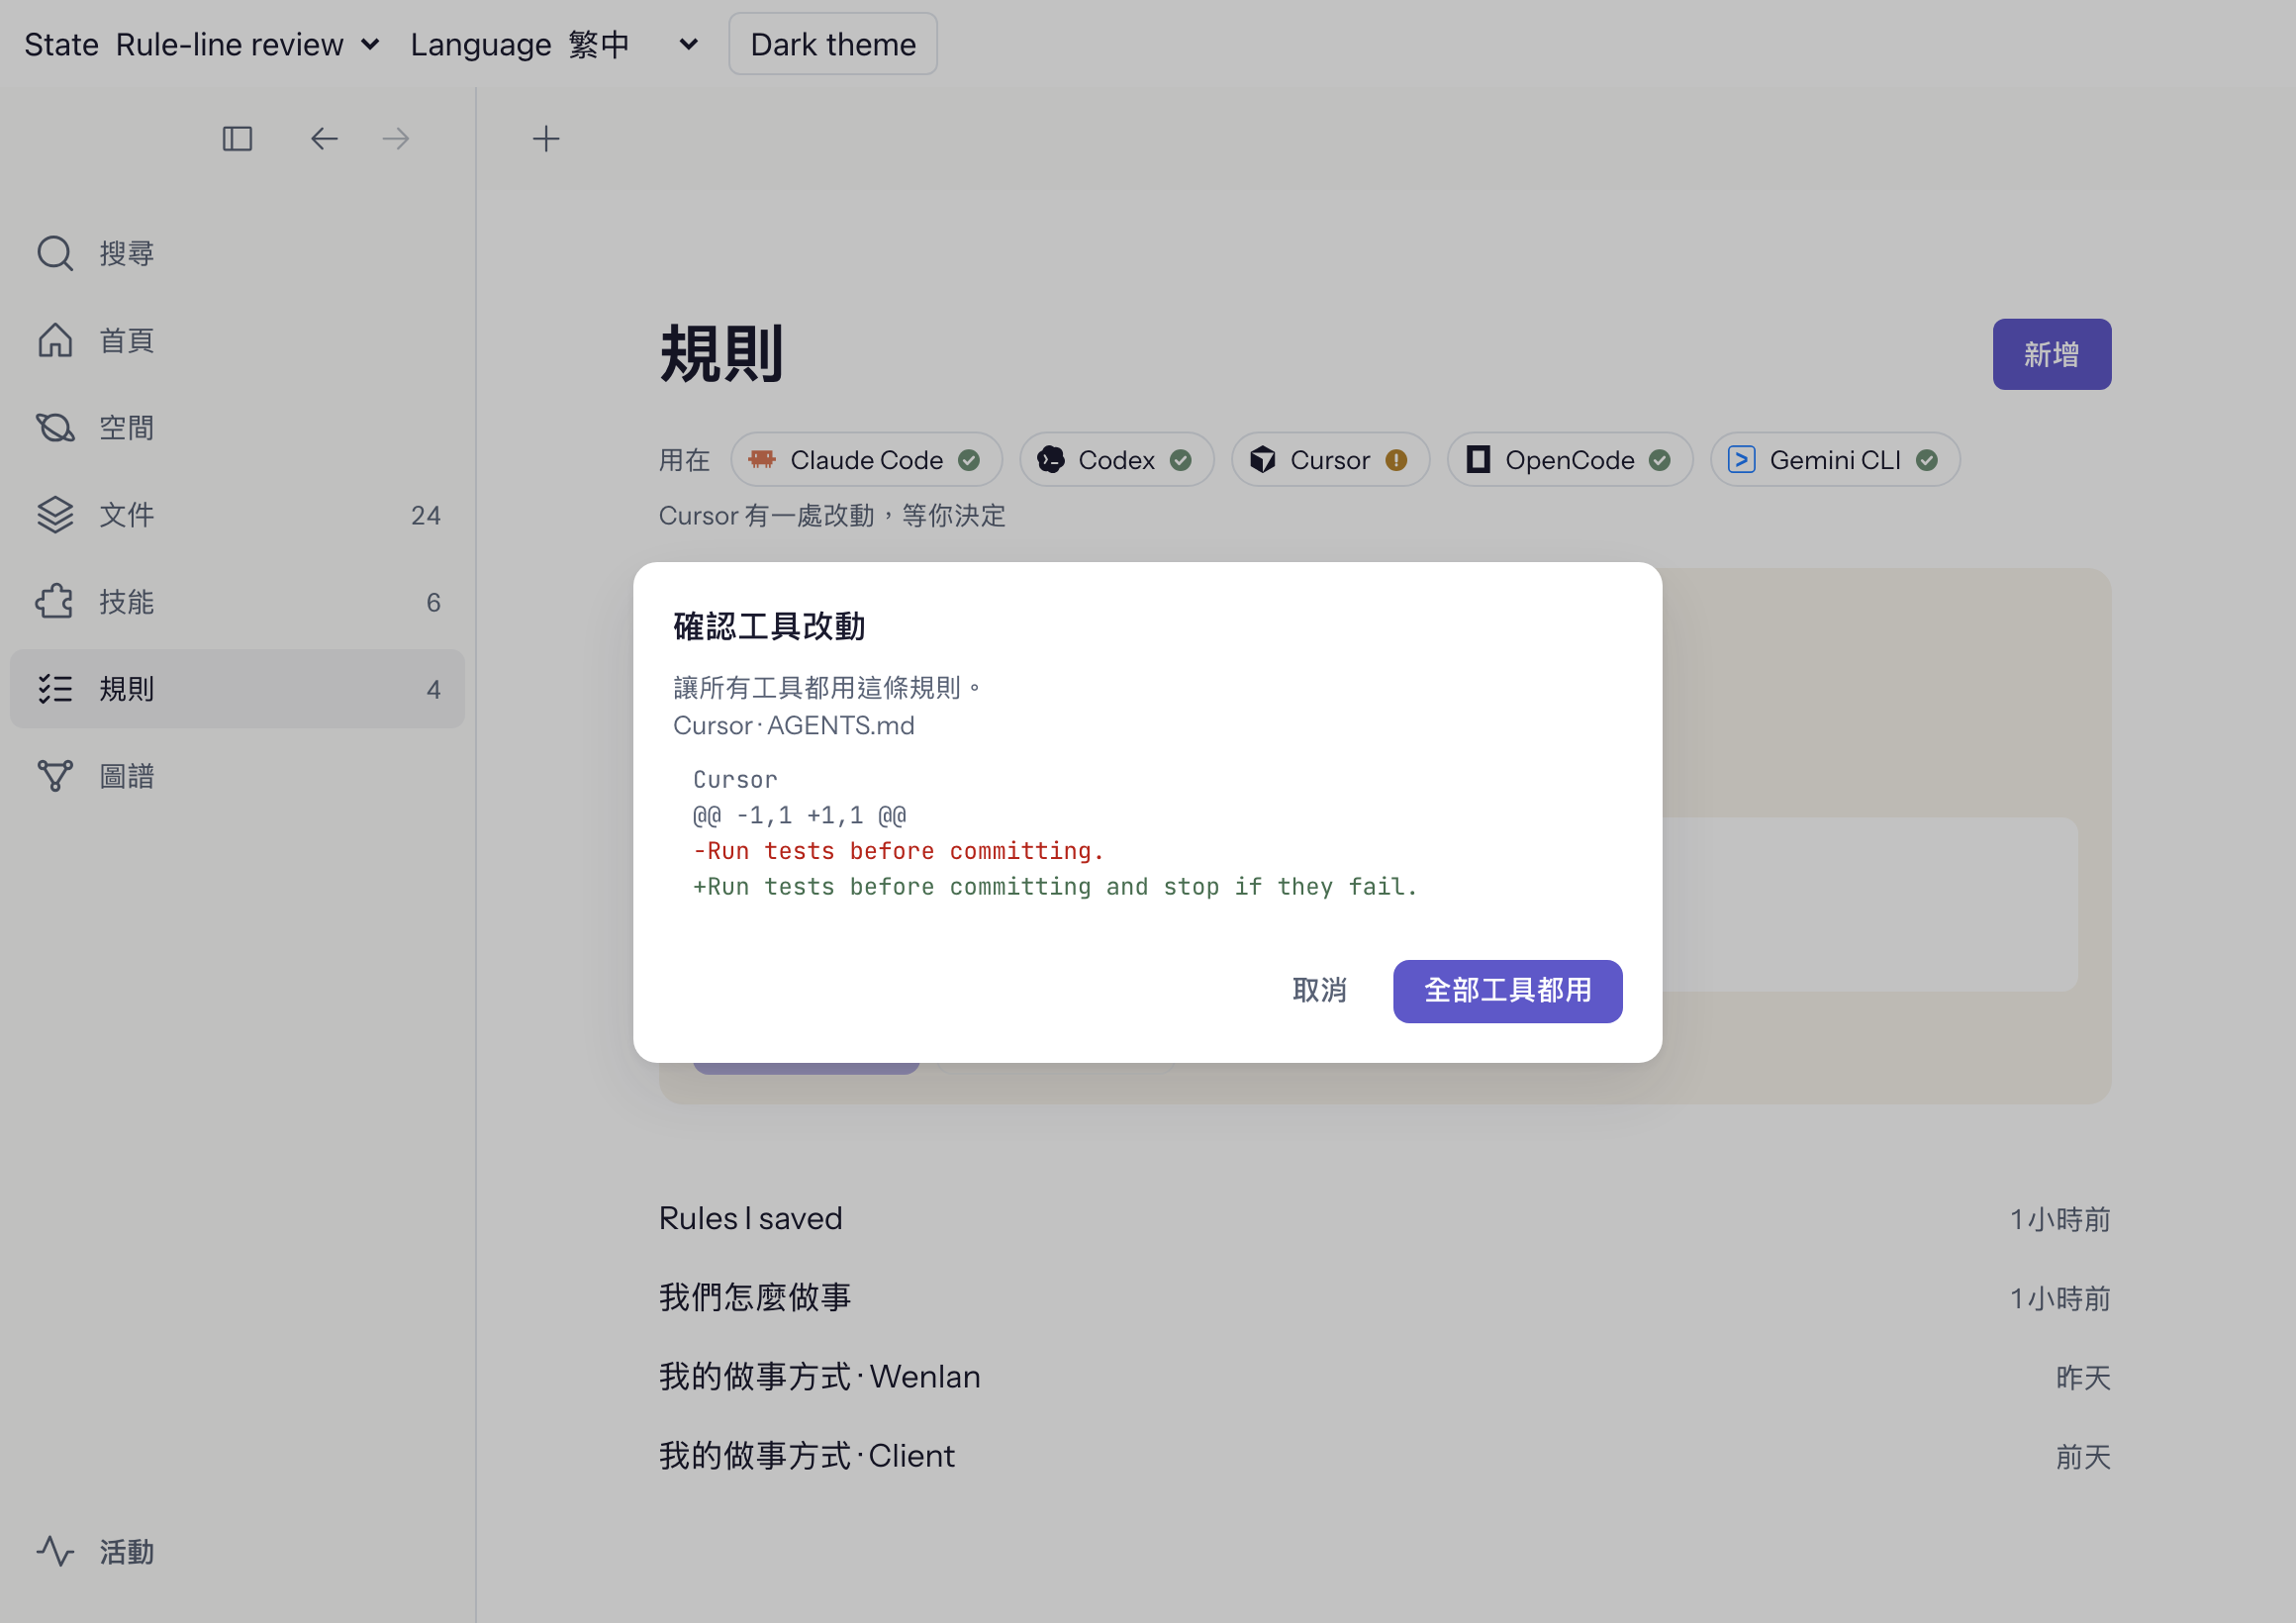 State Rule-line review Language 繁中 Dark theme
搜尋
首頁
空間
文件 24
技能 6
規則 4
圖譜
活動
規則
新增
用在 Claude Code Codex Cursor OpenCode Gemini CLI
Cursor 有一處改動，等你決定
確認工具改動
讓所有工具都用這條規則。
Cursor · AGENTS.md
Cursor
@@ -1,1 +1,1 @@
-Run tests before committing.
+Run tests before committing and stop if they fail.
取消 全部工具都用
Rules I saved 1 小時前
我們怎麼做事 1 小時前
我的做事方式 · Wenlan 昨天
我的做事方式 · Client 前天